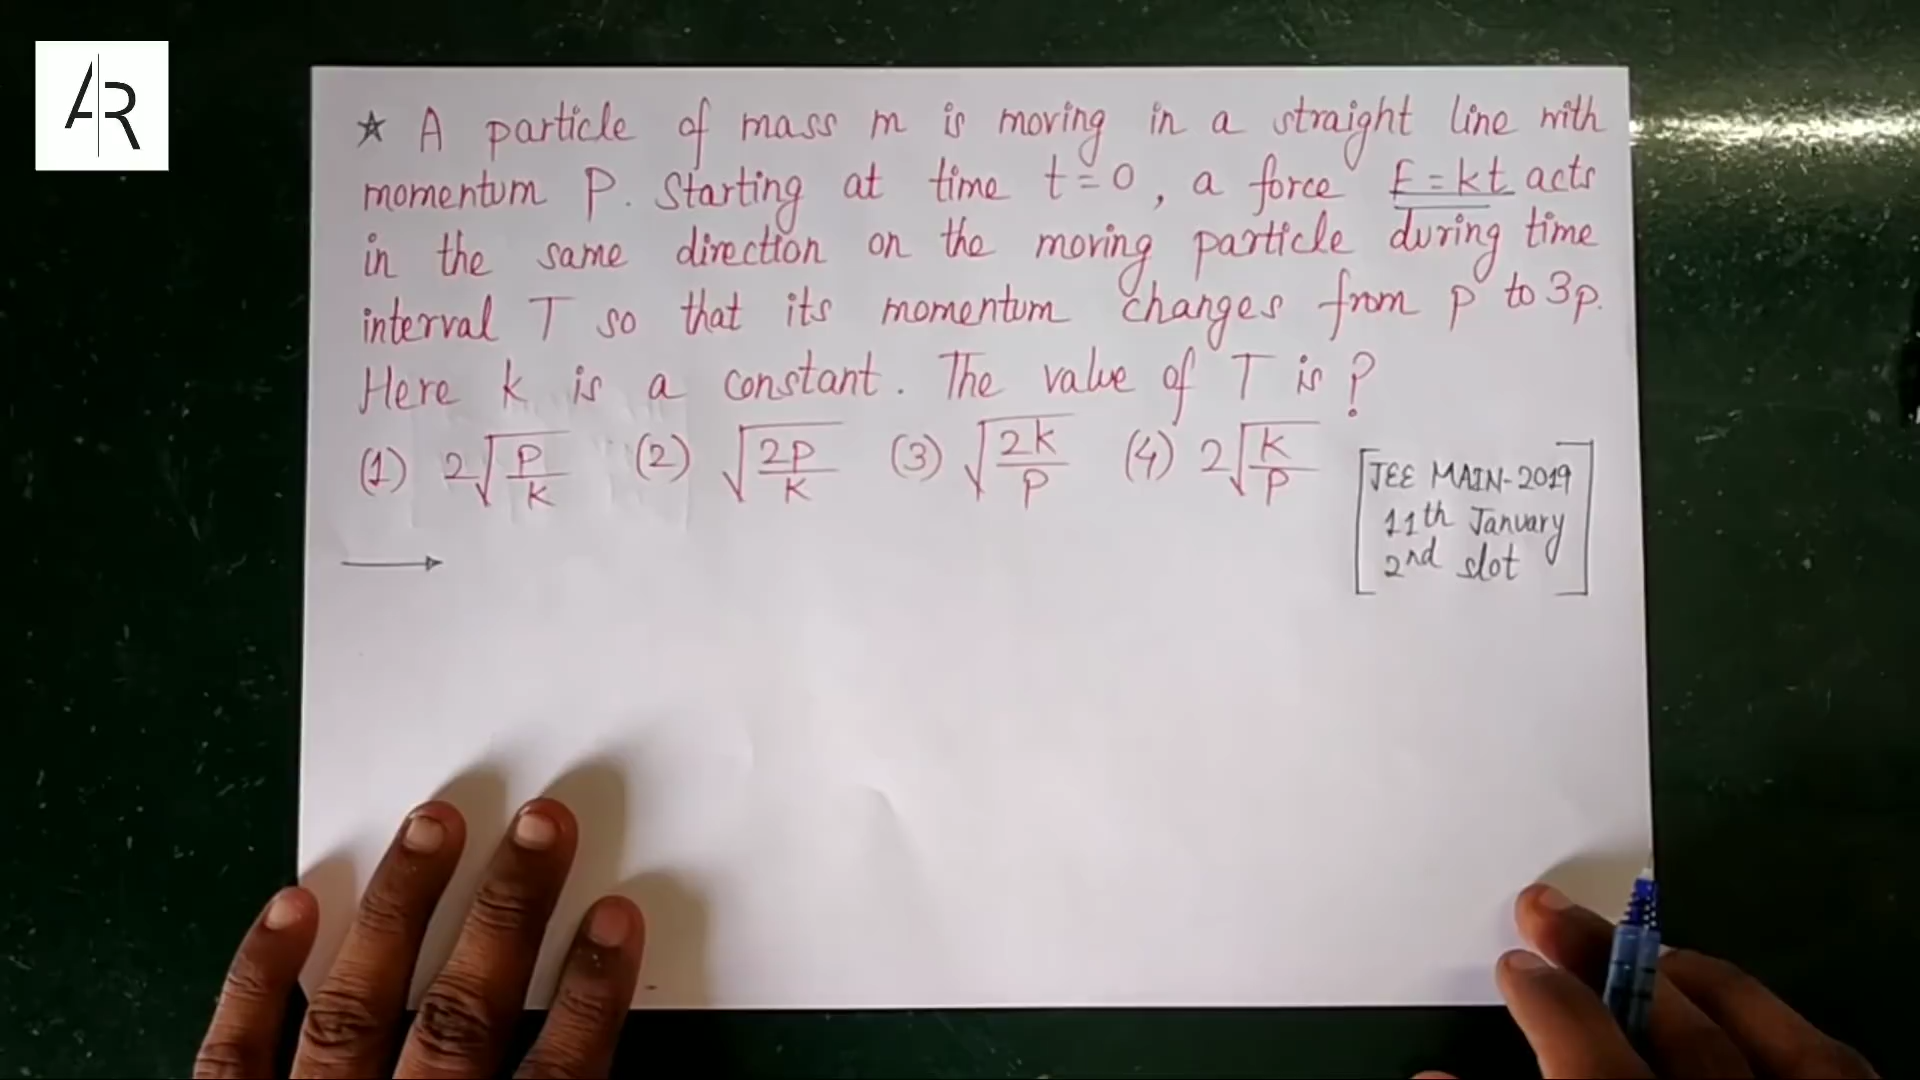 AR
☆ A particle of mass m is moving in a straight line with
momentum P. Starting at time t=0, a force F=kt acts
in the same direction on the moving particle during time
interval T so that its momentum changes from p to 3p.
Here k is a constant. The value of T is?
(1) 2√(P/K) (2) √(2P/K) (3) √(2K/P) (4) 2√(K/P)
[JEE MAIN-2019
11th January
2nd slot]